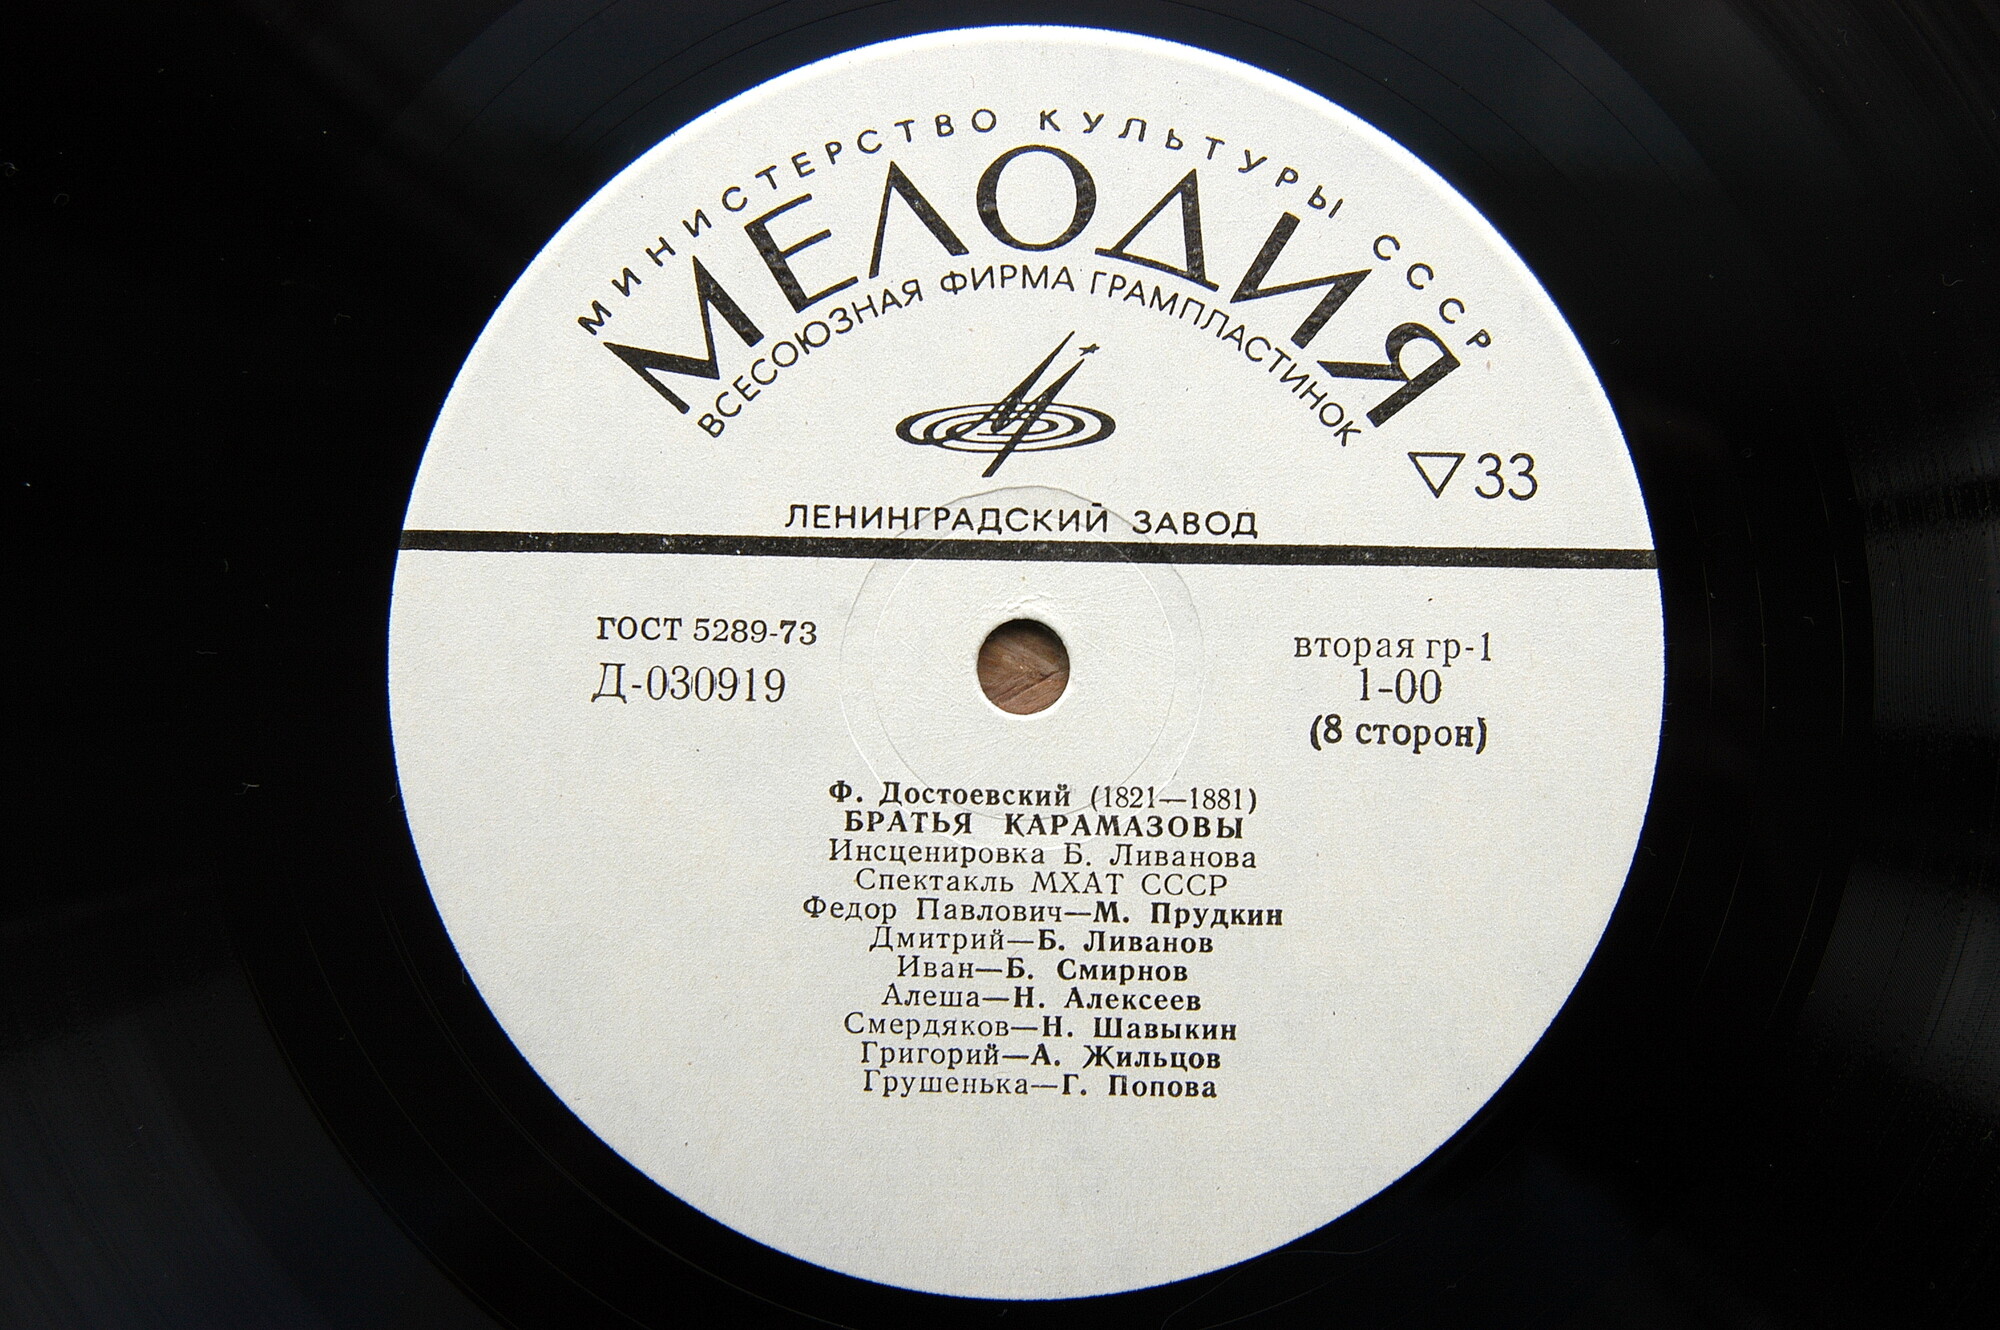 МИНИСТЕРСТВО КУЛЬТУРЫ СССР
МЕЛОДИЯ
ВСЕСОЮЗНАЯ ФИРМА ГРАМПЛАСТИНОК
▽33
ЛЕНИНГРАДСКИЙ ЗАВОД
ГОСТ 5289-73
Д-030919
вторая гр-1
1-00
(8 сторон)
Ф. Достоевский (1821—1881)
БРАТЬЯ КАРАМАЗОВЫ
Инсценировка Б. Ливанова
Спектакль МХАТ СССР
Федор Павлович—М. Прудкин
Дмитрий—Б. Ливанов
Иван—Б. Смирнов
Алеша—Н. Алексеев
Смердяков—Н. Шавыкин
Григорий—А. Жильцов
Грушенька—Г. Попова